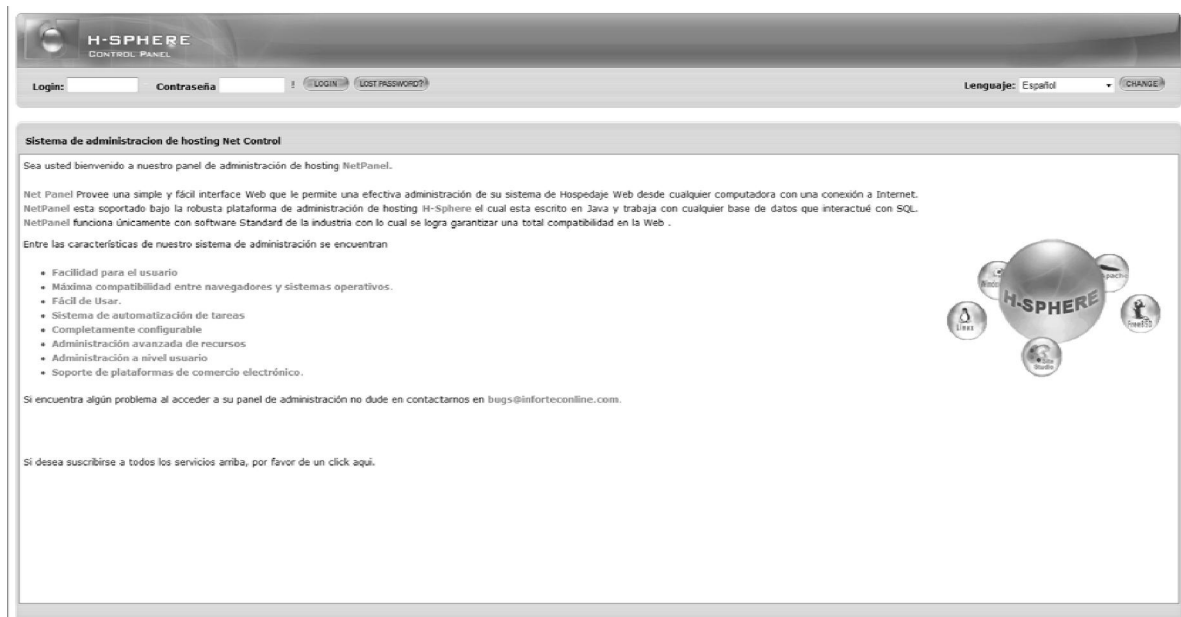 H-SPHERE
CONTROL PANEL
Login: Contraseña : LOGIN LOST PASSWORD? Lenguaje: Español CHANGE
Sistema de administracion de hosting Net Control
Sea usted bienvenido a nuestro panel de administración de hosting NetPanel.
Net Panel Provee una simple y fácil interface Web que le permite una efectiva administración de su sistema de Hospedaje Web desde cualquier computadora con una conexión a Internet.
NetPanel esta soportado bajo la robusta plataforma de administración de hosting H-Sphere el cual esta escrito en Java y trabaja con cualquier base de datos que interactué con SQL.
NetPanel funciona únicamente con software Standard de la industria con lo cual se logra garantizar una total compatibilidad en la Web .
Entre las características de nuestro sistema de administración se encuentran
• Facilidad para el usuario
• Máxima compatibilidad entre navegadores y sistemas operativos.
• Fácil de Usar.
• Sistema de automatización de tareas
• Completamente configurable
• Administración avanzada de recursos
• Administración a nivel usuario
• Soporte de plataformas de comercio electrónico.
H-SPHERE
Linux
Site
Studio
Si encuentra algún problema al acceder a su panel de administración no dude en contactarnos en bugs@inforteconline.com.
Si desea suscribirse a todos los servicios arriba, por favor de un click aqui.